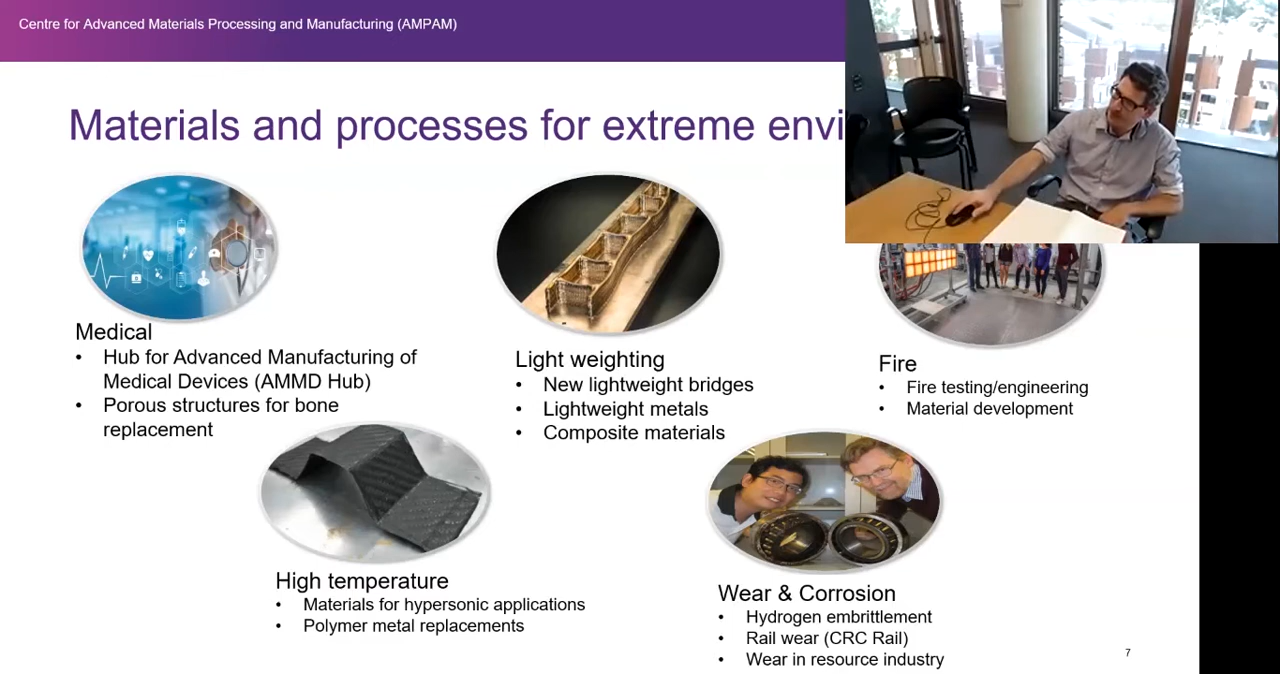 Centre for Advanced Materials Processing and Manufacturing (AMPAM)
Materials and processes for extreme envi
Medical
• Hub for Advanced Manufacturing of
Medical Devices (AMMD Hub)
• Porous structures for bone
replacement
Light weighting
• New lightweight bridges
• Lightweight metals
• Composite materials
Fire
• Fire testing/engineering
• Material development
High temperature
• Materials for hypersonic applications
• Polymer metal replacements
Wear & Corrosion
• Hydrogen embrittlement
• Rail wear (CRC Rail)
• Wear in resource industry
7